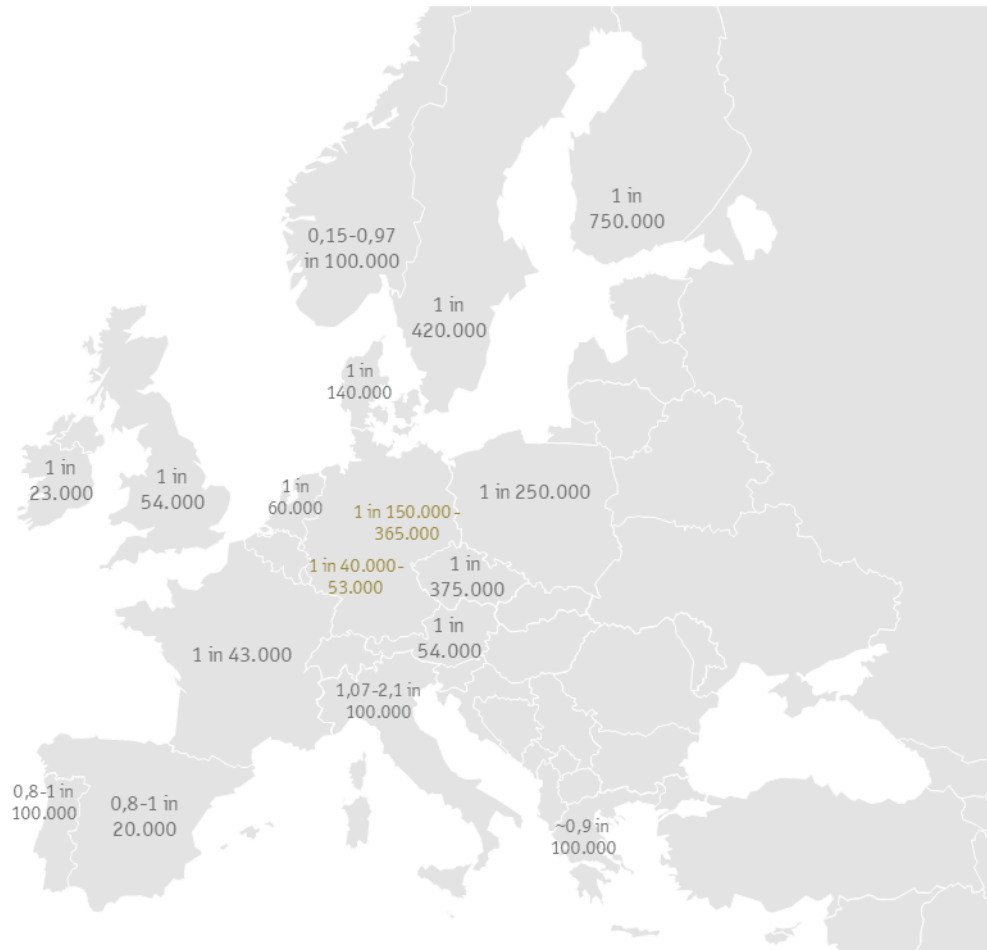 1 in
750.000
0,15-0,97
in 100.000
1 in
420.000
1 in
140.000
1 in
23.000
1 in
54.000
1 in
60.000
1 in 250.000
1 in 150.000-
365.000
1 in 40.000-
53.000
1 in
375.000
1 in
54.000
1 in 43.000
1,07-2,1 in
100.000
0,8-1 in
100.000
0,8-1 in
20.000
~0,9 in
100.000